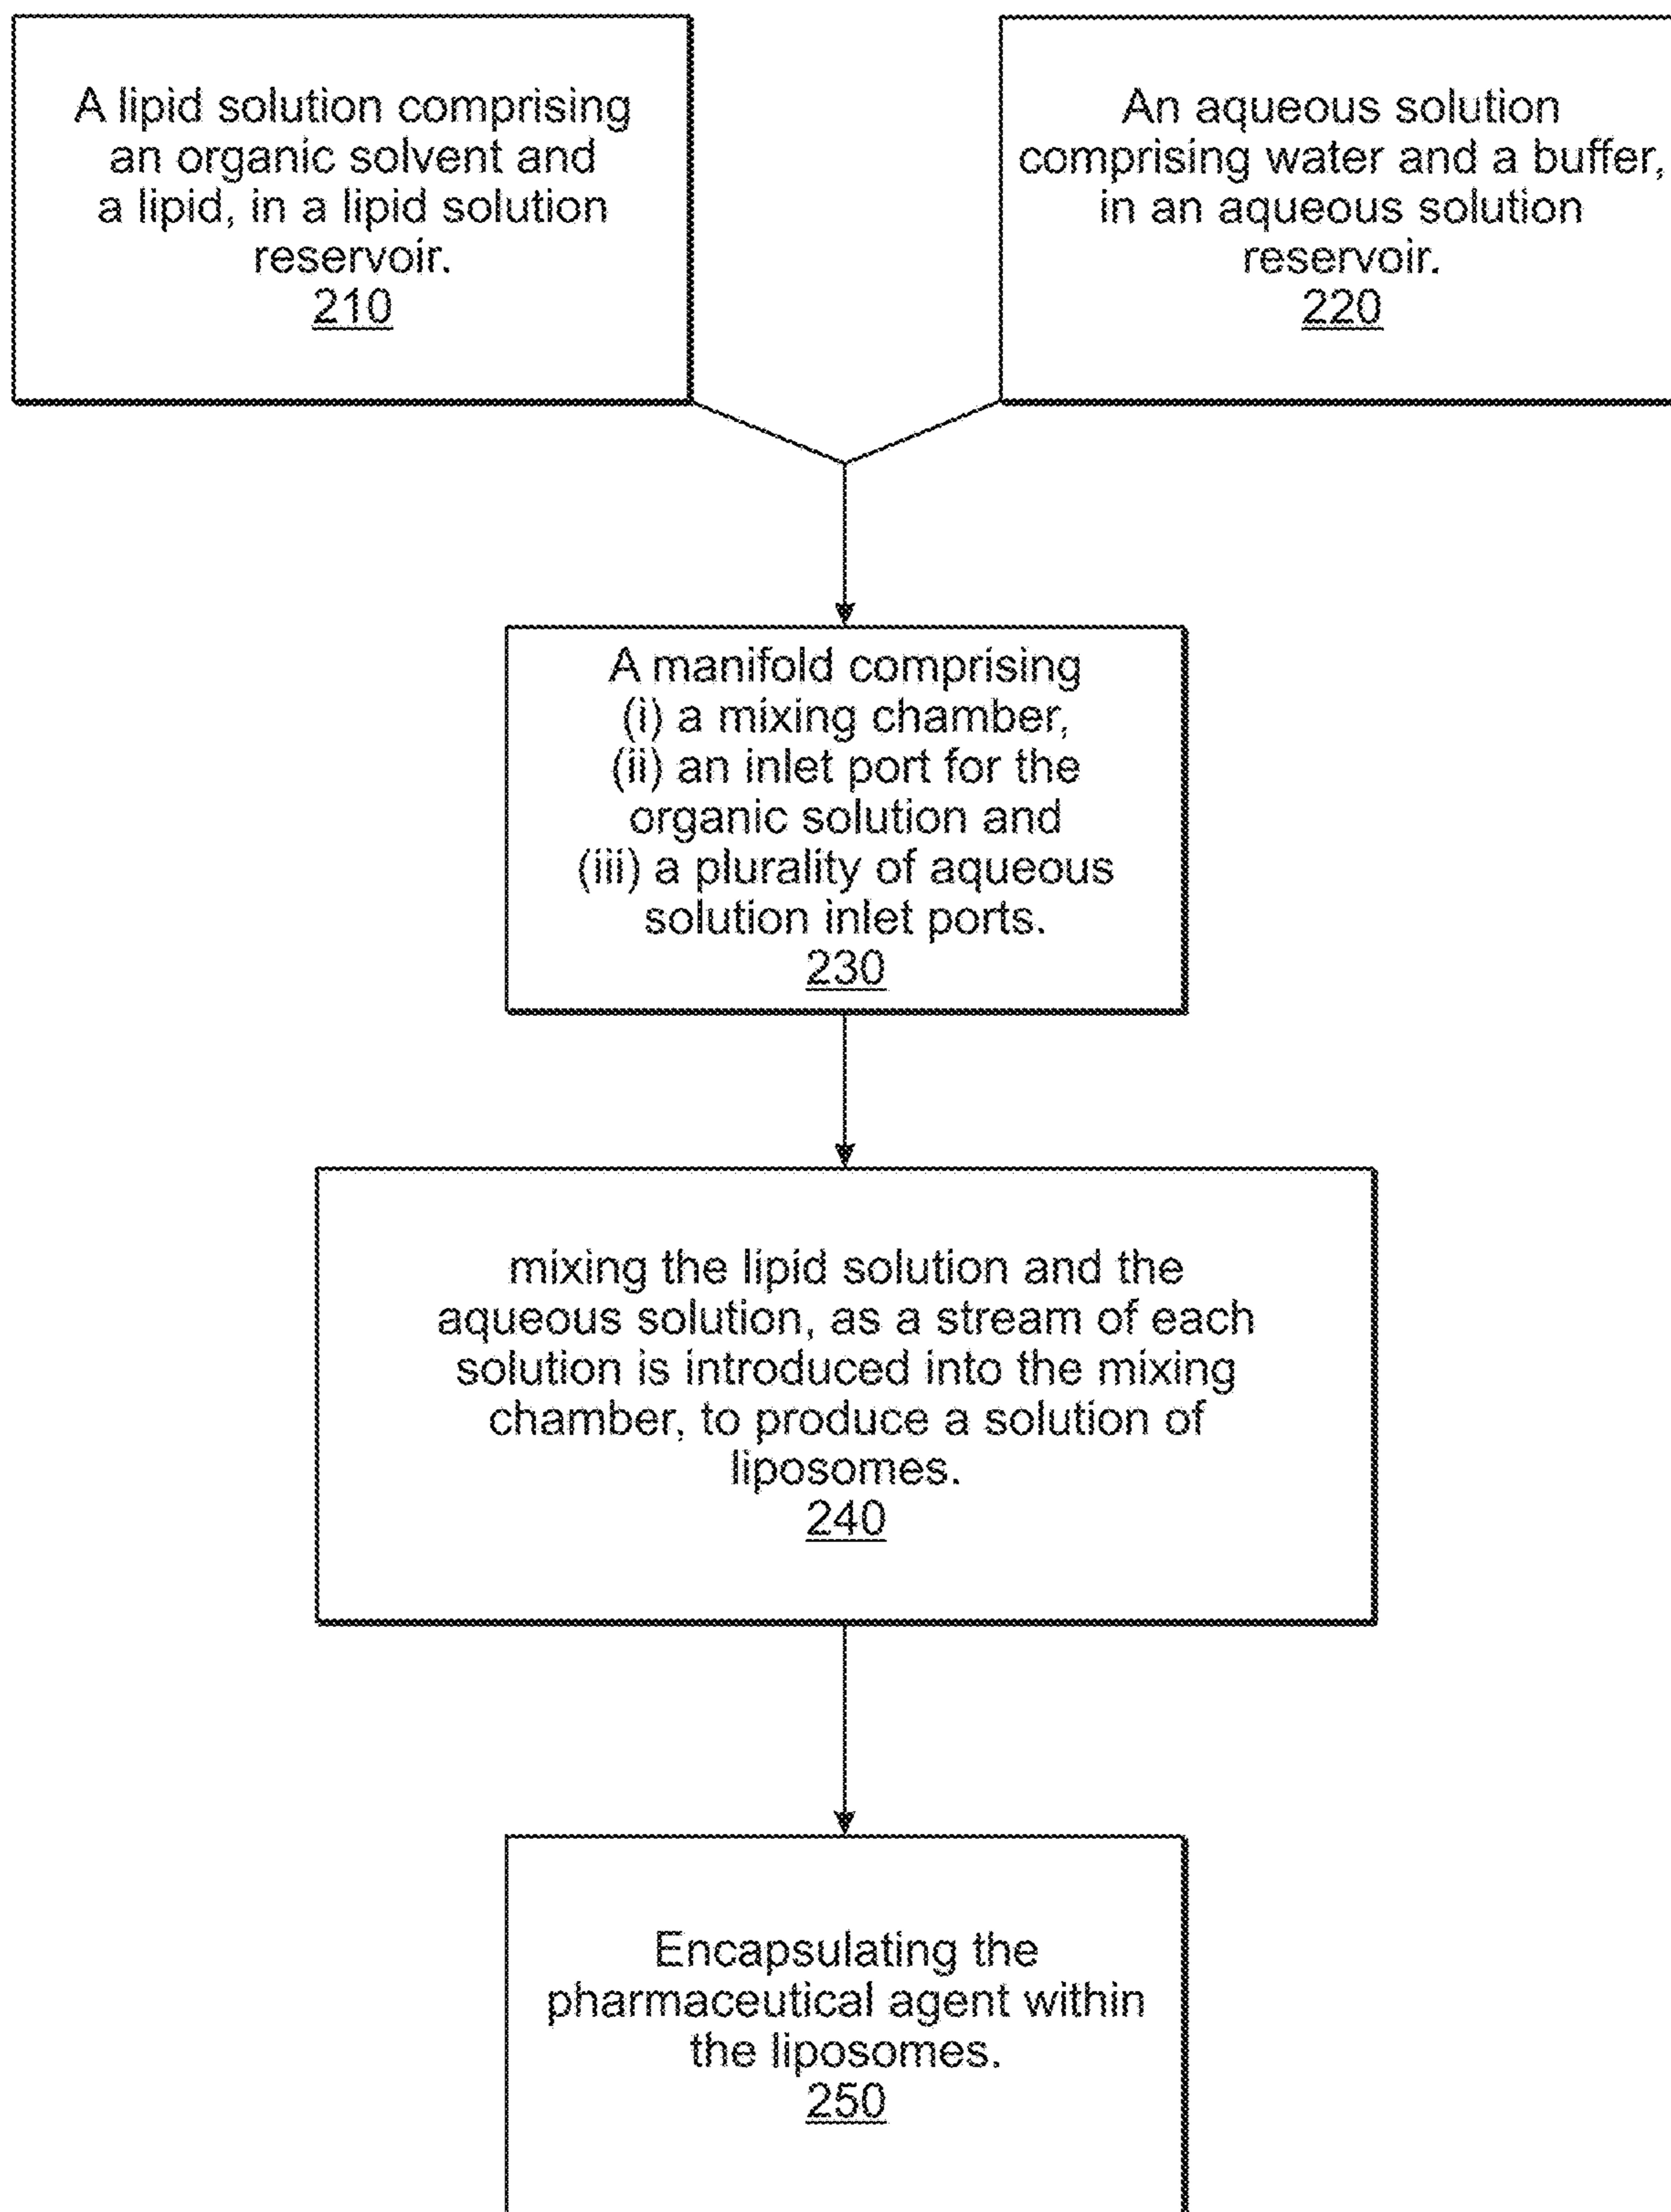 A lipid solution comprising
an organic solvent and
a lipid, in a lipid solution
reservoir.
210
An aqueous solution
comprising water and a buffer,
in an aqueous solution
reservoir.
220
A manifold comprising
(i) a mixing chamber,
(ii) an inlet port for the
organic solution and
(iii) a plurality of aqueous
solution inlet ports.
230
mixing the lipid solution and the
aqueous solution, as a stream of each
solution is introduced into the mixing
chamber, to produce a solution of
liposomes.
240
Encapsulating the
pharmaceutical agent within
the liposomes.
250